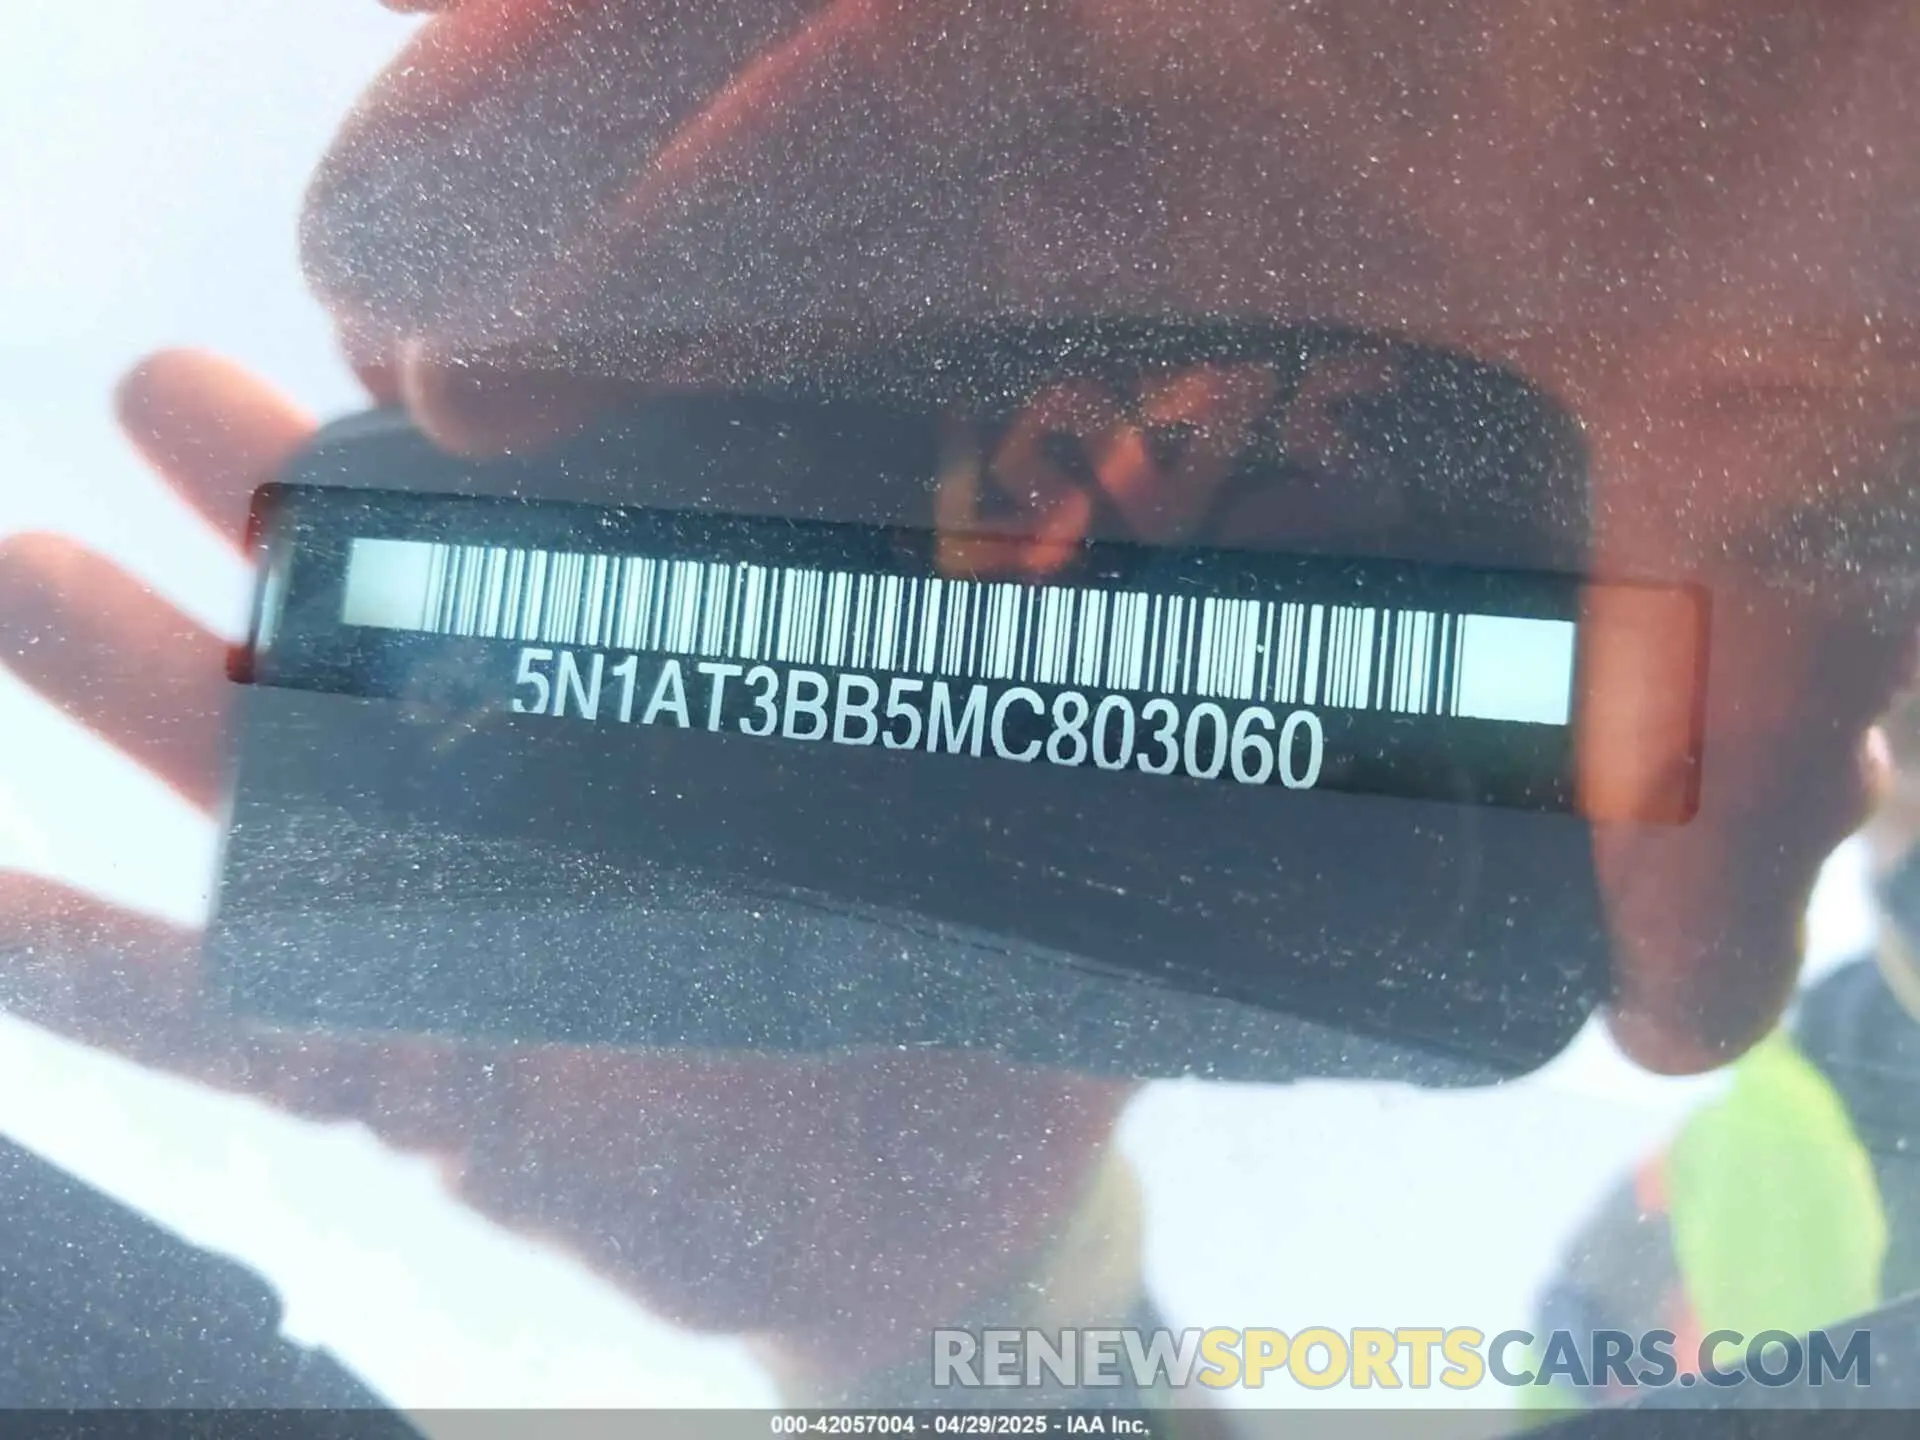 5N1AT3BB5MC803060
RENEWSPORTSCARS.COM
000-42057004 - 04/29/2025 - IAA Inc.